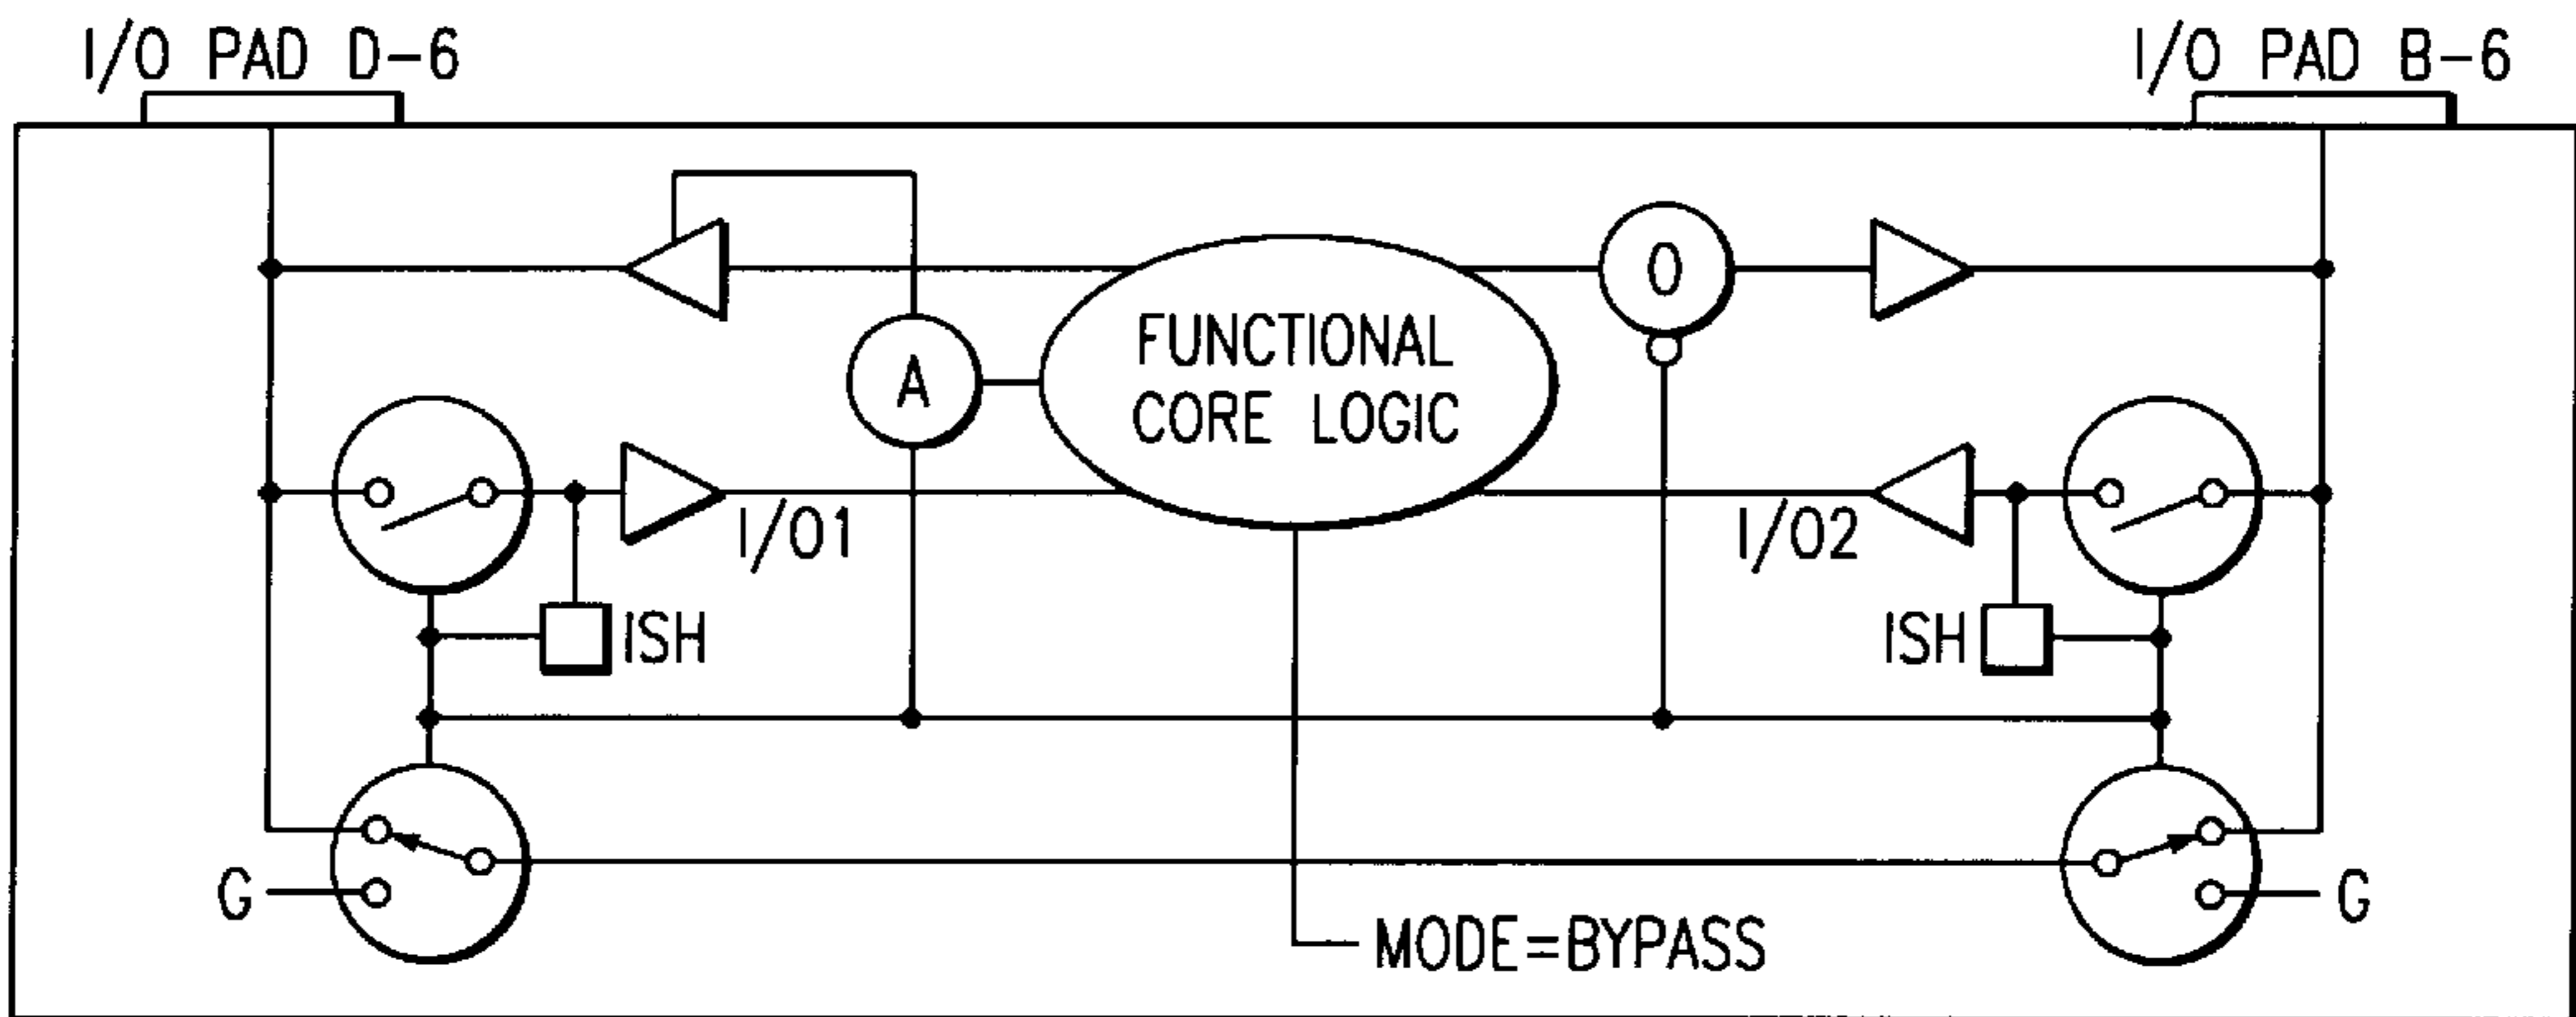 I/O PAD D-6
I/O PAD B-6
O
A
FUNCTIONAL
CORE LOGIC
I/O1
I/O2
ISH
ISH
G
G
MODE=BYPASS